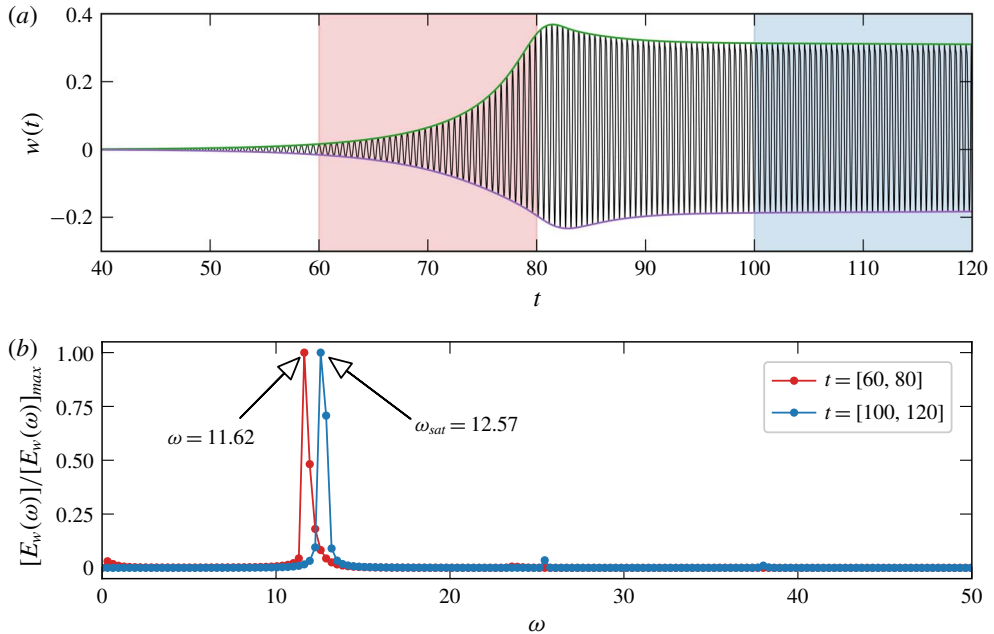 (a)
0.4
0.2
0
−0.2
w(t)
40 50 60 70 80 90 100 110 120
t
(b)
1.00
0.75
0.50
0.25
0
[E_w(ω)]/[E_w(ω)]_max
ω = 11.62
ω_sat = 12.57
t = [60, 80]
t = [100, 120]
0 10 20 30 40 50
ω